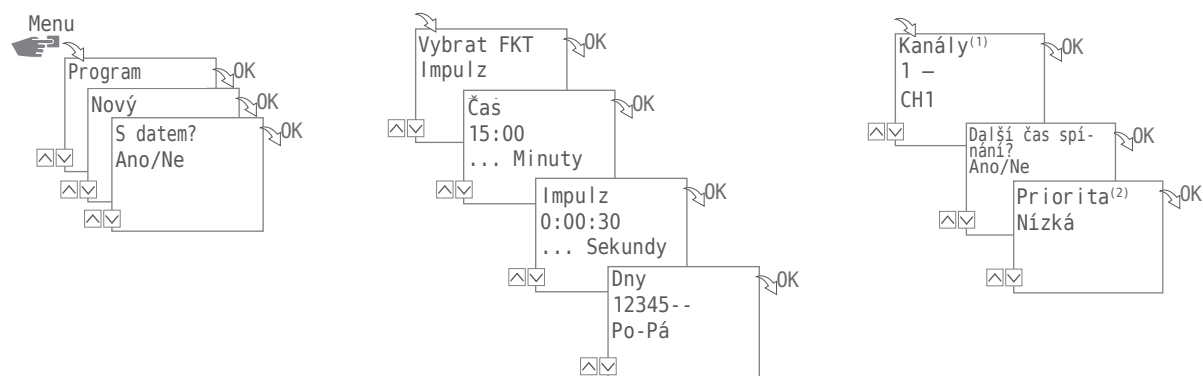 Menu
Program
OK
Nový
OK
S datem?
OK
Ano/Ne
Vybrat FKT
OK
Impulz
Čas
OK
15:00
... Minuty
Impulz
OK
0:00:30
... Sekundy
Dny
OK
12345--
Po-Pá
Kanály(1)
OK
1 –
CH1
Další čas spí-
nání?
OK
Ano/Ne
Priorita(2)
OK
Nízká